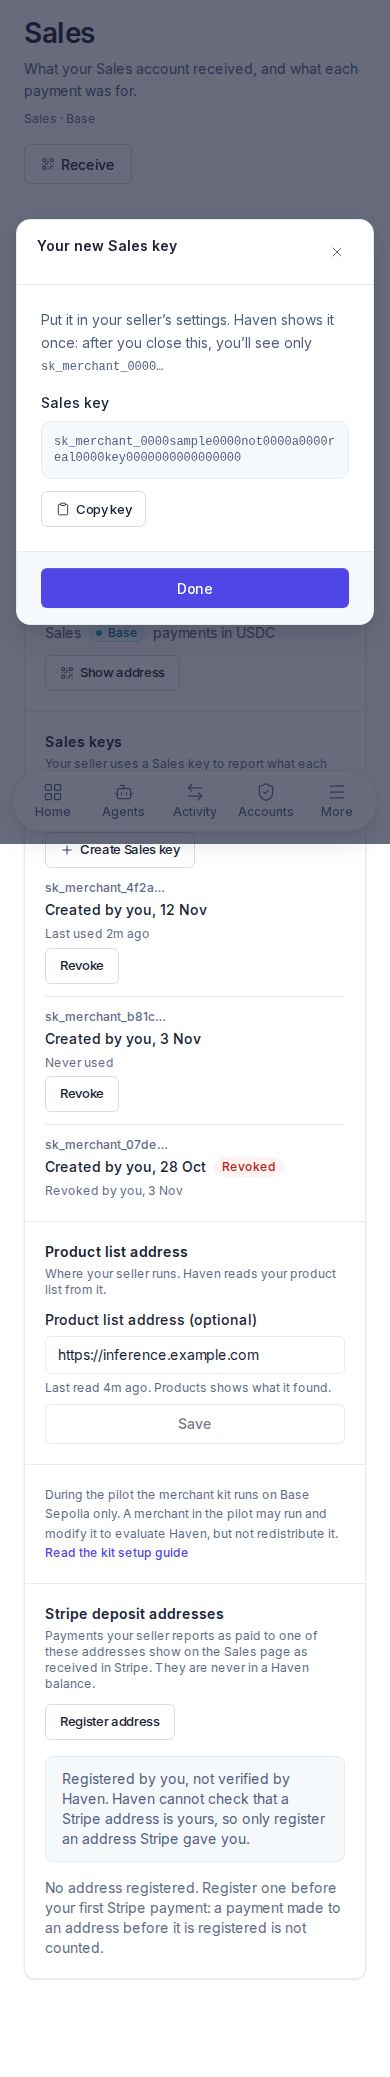 Sales
What your Sales account received, and what each
payment was for.
Sales · Base
Receive
Your new Sales key
Put it in your seller’s settings. Haven shows it
once: after you close this, you’ll see only
sk_merchant_0000…
Sales key
sk_merchant_0000sample0000not0000a0000r
eal0000key0000000000000000
Copy key
Done
Sales Base payments in USDC
Show address
Sales keys
Your seller uses a Sales key to report what each
Home Agents Activity Accounts More
Create Sales key
sk_merchant_4f2a…
Created by you, 12 Nov
Last used 2m ago
Revoke
sk_merchant_b81c…
Created by you, 3 Nov
Never used
Revoke
sk_merchant_07de…
Created by you, 28 Oct Revoked
Revoked by you, 3 Nov
Product list address
Where your seller runs. Haven reads your product
list from it.
Product list address (optional)
https://inference.example.com
Last read 4m ago. Products shows what it found.
Save
During the pilot the merchant kit runs on Base
Sepolia only. A merchant in the pilot may run and
modify it to evaluate Haven, but not redistribute it.
Read the kit setup guide
Stripe deposit addresses
Payments your seller reports as paid to one of
these addresses show on the Sales page as
received in Stripe. They are never in a Haven
balance.
Register address
Registered by you, not verified by
Haven. Haven cannot check that a
Stripe address is yours, so only register
an address Stripe gave you.
No address registered. Register one before
your first Stripe payment: a payment made to
an address before it is registered is not
counted.